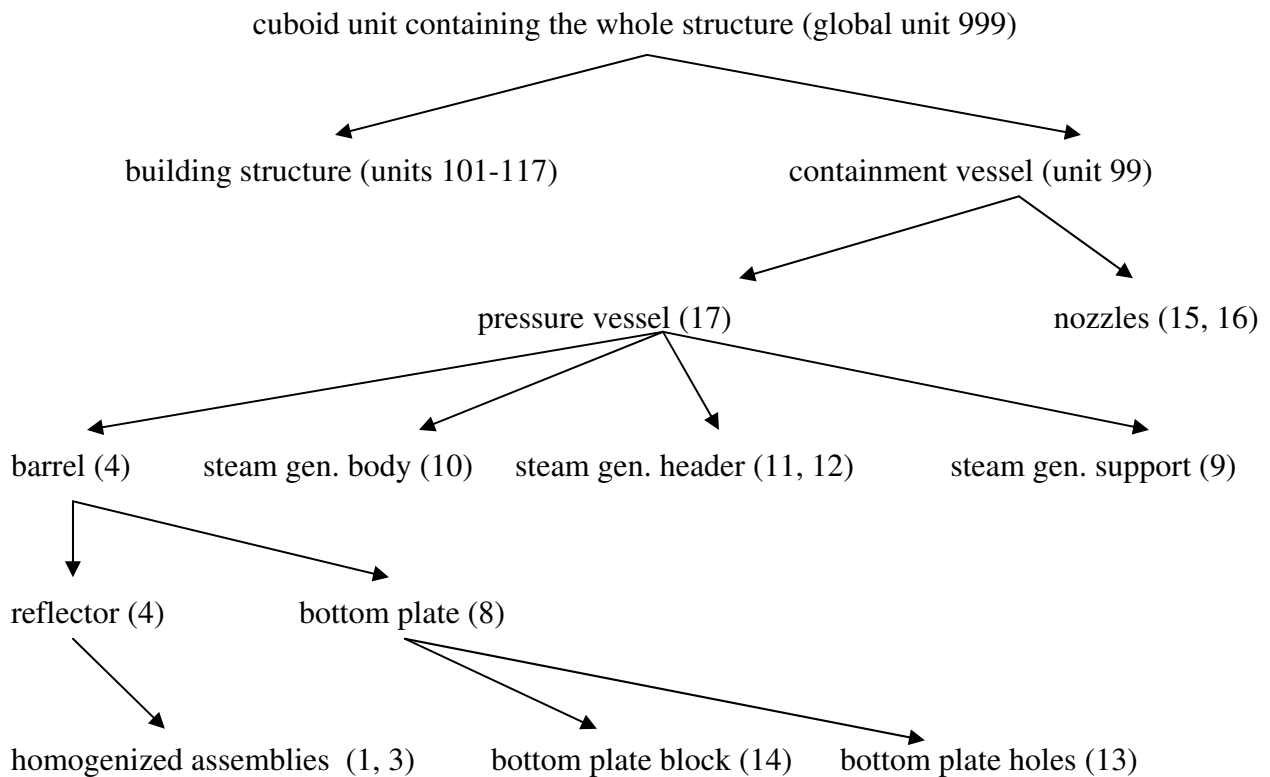 cuboid unit containing the whole structure (global unit 999)
building structure (units 101-117) containment vessel (unit 99)
pressure vessel (17) nozzles (15, 16)
barrel (4) steam gen. body (10) steam gen. header (11, 12) steam gen. support (9)
reflector (4) bottom plate (8)
homogenized assemblies (1, 3) bottom plate block (14) bottom plate holes (13)